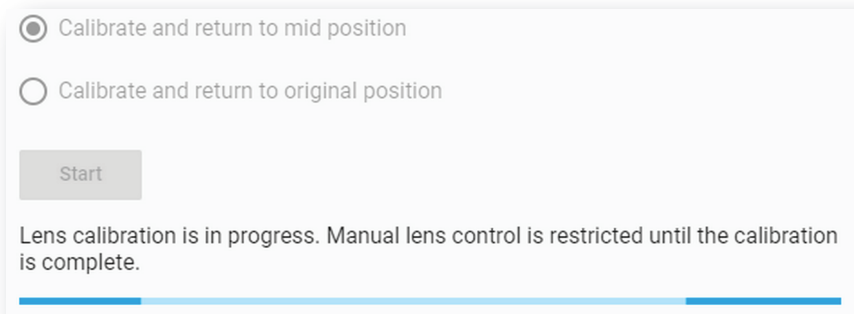 Calibrate and return to mid position
Calibrate and return to original position
Start
Lens calibration is in progress. Manual lens control is restricted until the calibration
is complete.